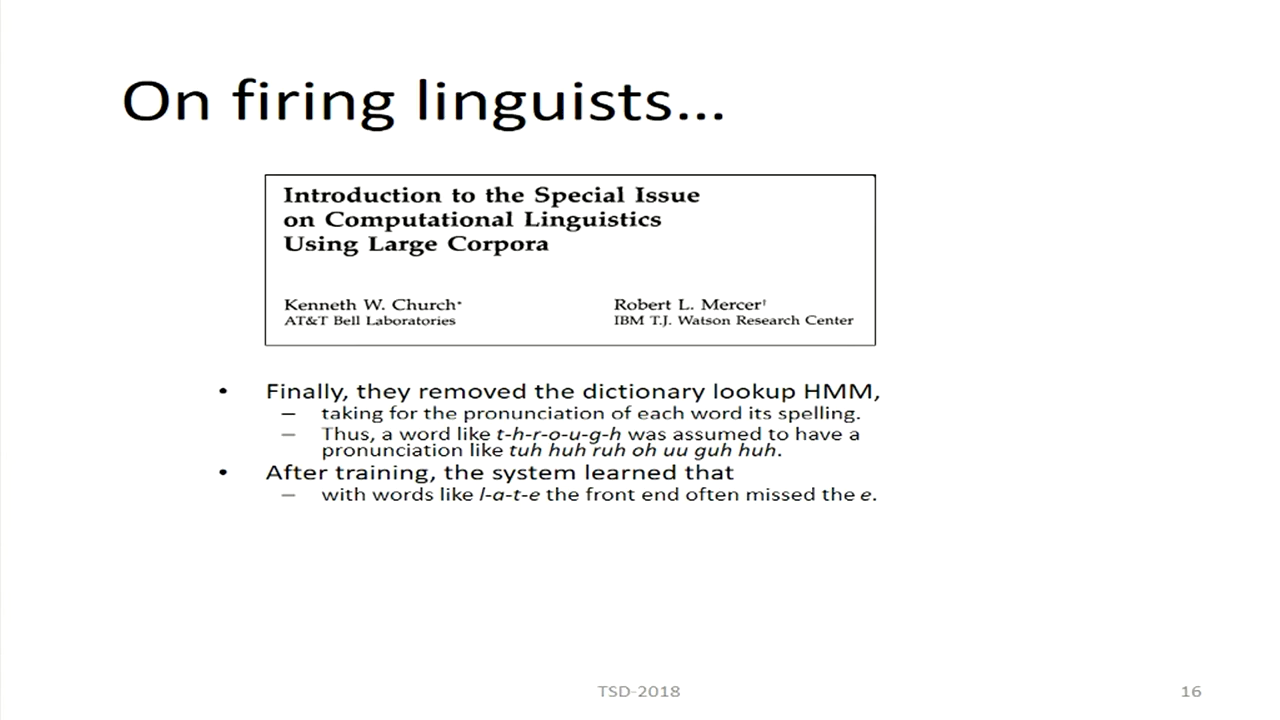 On firing linguists...
Introduction to the Special Issue
on Computational Linguistics
Using Large Corpora
Kenneth W. Church*
Robert L. Mercer†
AT&T Bell Laboratories
IBM T.J. Watson Research Center
• Finally, they removed the dictionary lookup HMM,
– taking for the pronunciation of each word its spelling.
– Thus, a word like t-h-r-o-u-g-h was assumed to have a
pronunciation like tuh huh ruh oh uu guh huh.
• After training, the system learned that
– with words like l-a-t-e the front end often missed the e.
TSD-2018
16